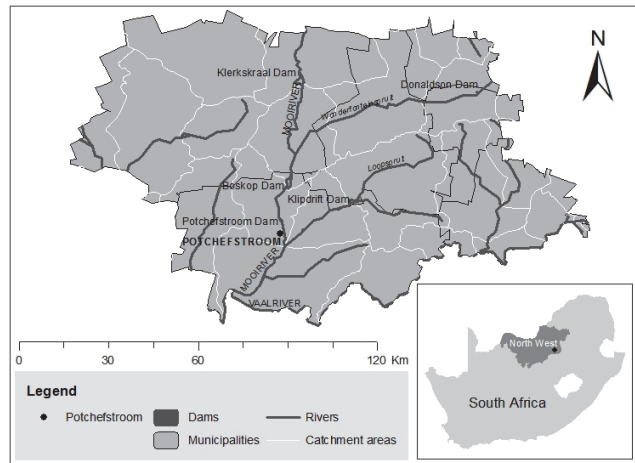 N
Klerkskraal Dam
Donaldson Dam
MOOIRIVER
Wonderfonteinspruit
Loopspruit
Boskop Dam
Klipdrift Dam
Potchefstroom Dam
POTCHEFSTROOM
MOOIRIVER
VAALRIVER
0 30 60 120 Km
Legend
Potchefstroom Dams Rivers
Municipalities Catchment areas
North West
South Africa